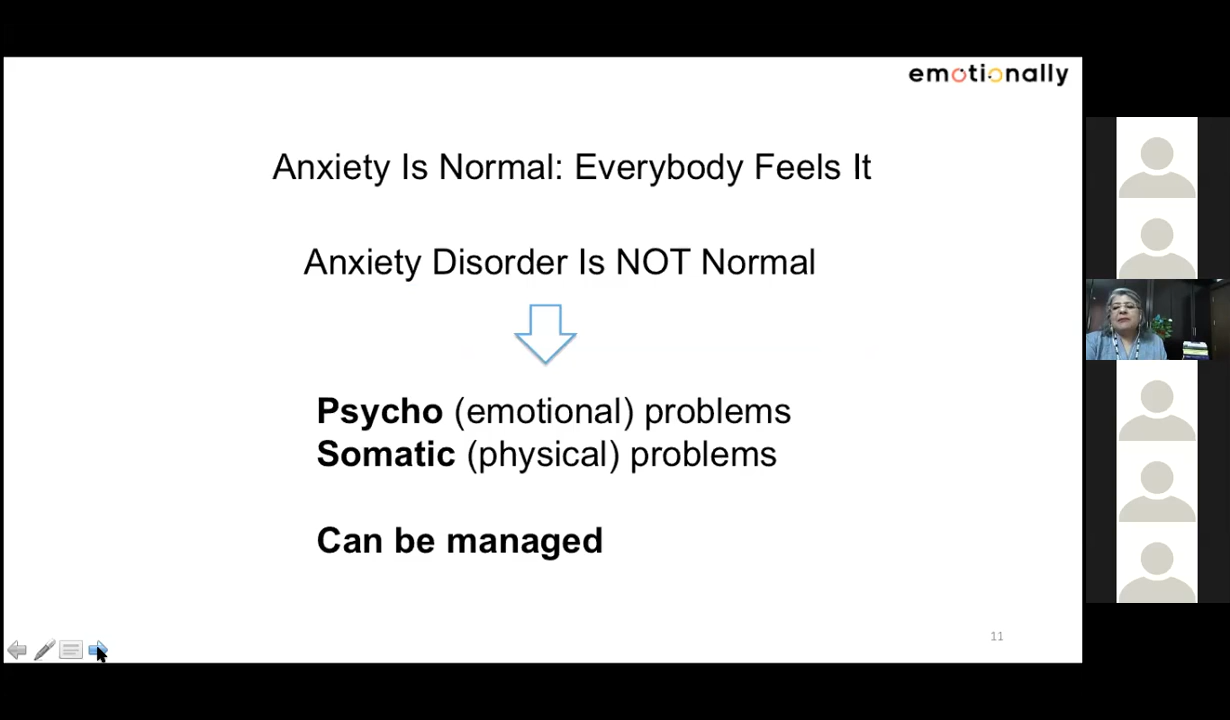 emotionally
Anxiety Is Normal: Everybody Feels It
Anxiety Disorder Is NOT Normal
Psycho (emotional) problems
Somatic (physical) problems
Can be managed
11